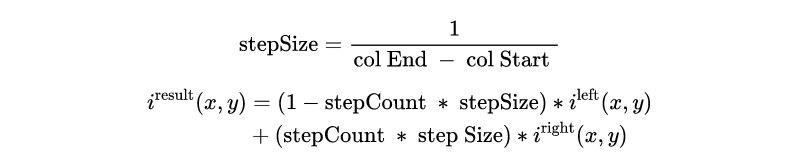 stepSize = 1 / (col End − col Start)
i^result(x, y) = (1 − stepCount * stepSize) * i^left(x, y)
+ (stepCount * step Size) * i^right(x, y)